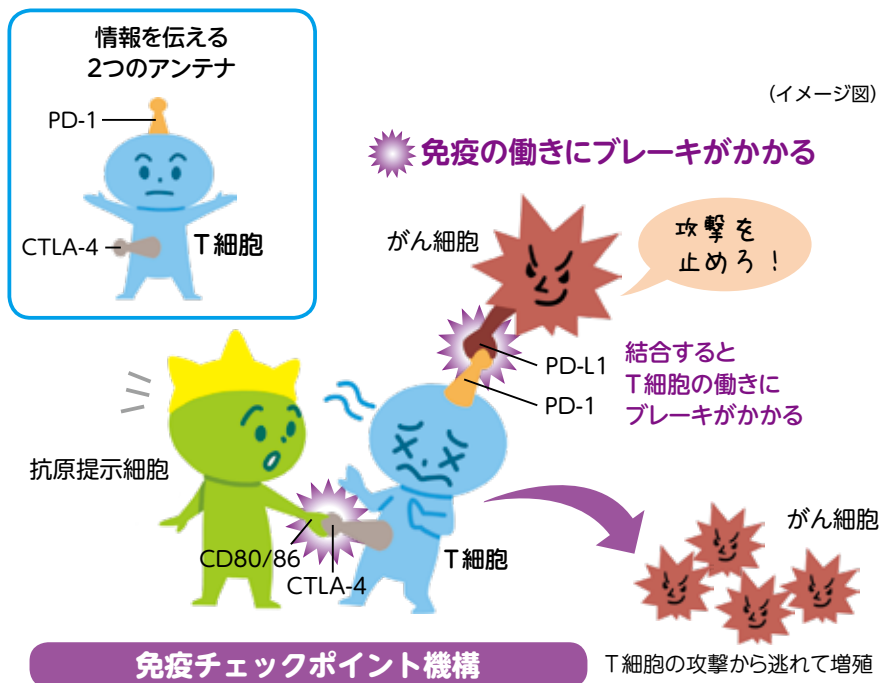 情報を伝える
2つのアンテナ
PD-1
CTLA-4
T細胞
(イメージ図)
免疫の働きにブレーキがかかる
がん細胞
攻撃を
止めろ！
PD-L1
PD-1
結合すると
T細胞の働きに
ブレーキがかかる
抗原提示細胞
CD80/86
CTLA-4
T細胞
がん細胞
T細胞の攻撃から逃れて増殖
免疫チェックポイント機構